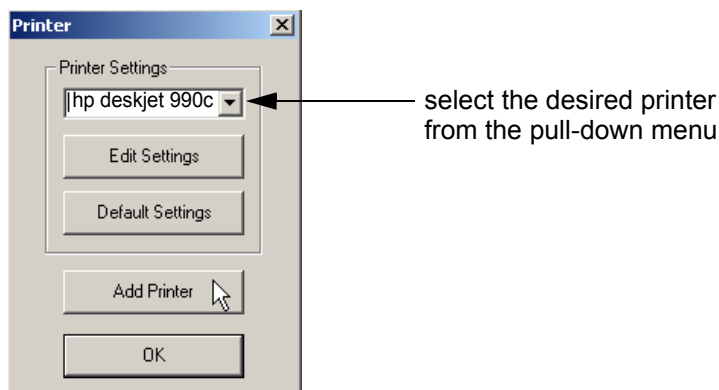 Printer
Printer Settings
hp deskjet 990c
select the desired printer
from the pull-down menu
Edit Settings
Default Settings
Add Printer
OK